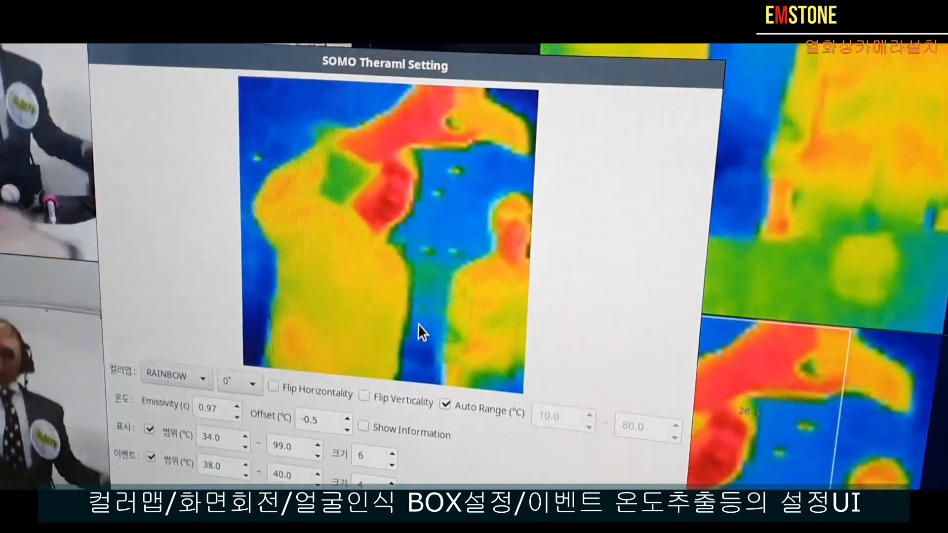 EMSTONE
열화상카메라설치
SOMO Theraml Setting
컬러맵: RAINBOW 0˚ Flip Horizontality Flip Verticality Auto Range (℃) 10.0 ~ 80.0
온도: Emissivity (ε) 0.97 Offset (℃) -0.5 Show Information
표시: 범위 (℃) 34.0 ~ 99.0 크기 6
이벤트: 범위 (℃) 38.0 ~ 40.0 크기 4
컬러맵/화면회전/얼굴인식 BOX설정/이벤트 온도추출등의 설정UI